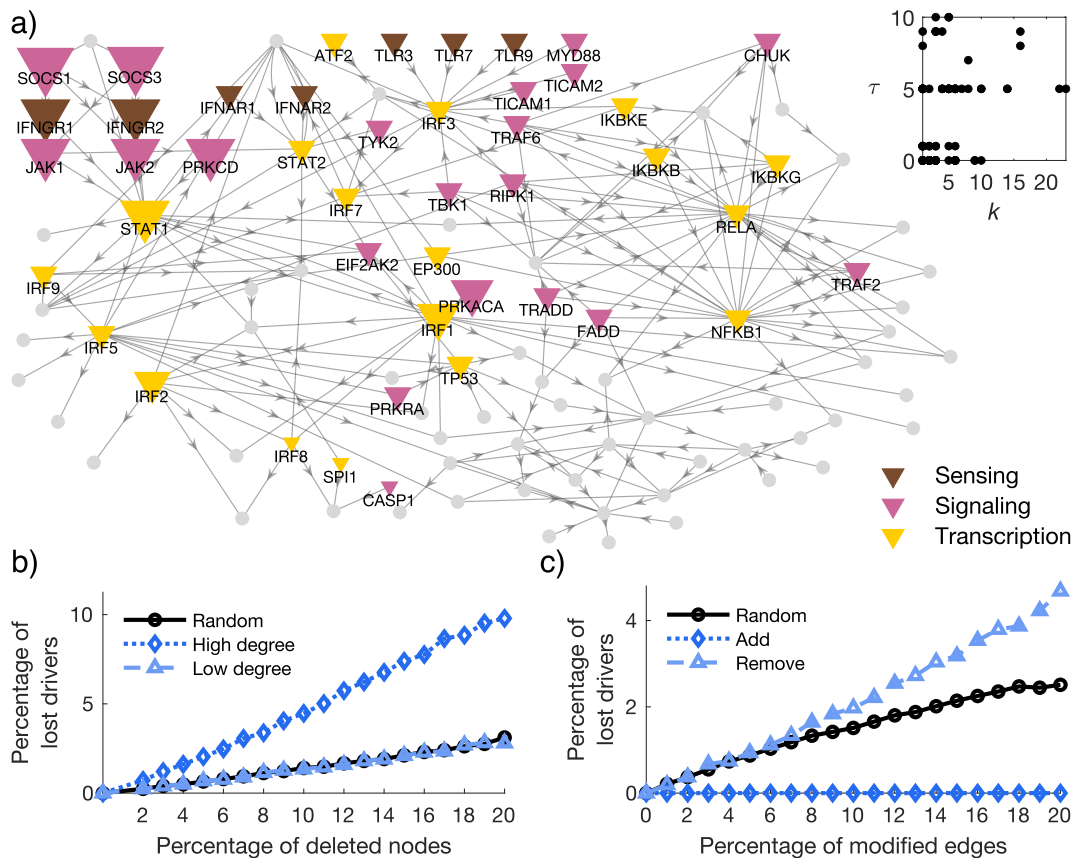 a)
10
5
0
τ
5 10 15 20
k
ATF2 TLR3 TLR7 TLR9 MYD88 CHUK
SOCS1 SOCS3 TICAM2
IFNAR1 IFNAR2 TICAM1
IFNGR1 IFNGR2 IRF3 TRAF6 IKBKE
TYK2
JAK1 JAK2 PRKCD STAT2 IKBKB IKBKG
IRF7 TBK1 RIPK1
STAT1 RELA
EIF2AK2 EP300
IRF9 TRAF2
PRKACA TRADD
IRF1 FADD NFKB1
IRF5
TP53
IRF2 PRKRA
IRF8
SPI1
CASP1
Sensing
Signaling
Transcription
b)
Percentage of
lost drivers
10
5
0
Random
High degree
Low degree
2 4 6 8 10 12 14 16 18 20
Percentage of deleted nodes
c)
Percentage of
lost drivers
4
2
0
Random
Add
Remove
0 2 4 6 8 10 12 14 16 18 20
Percentage of modified edges